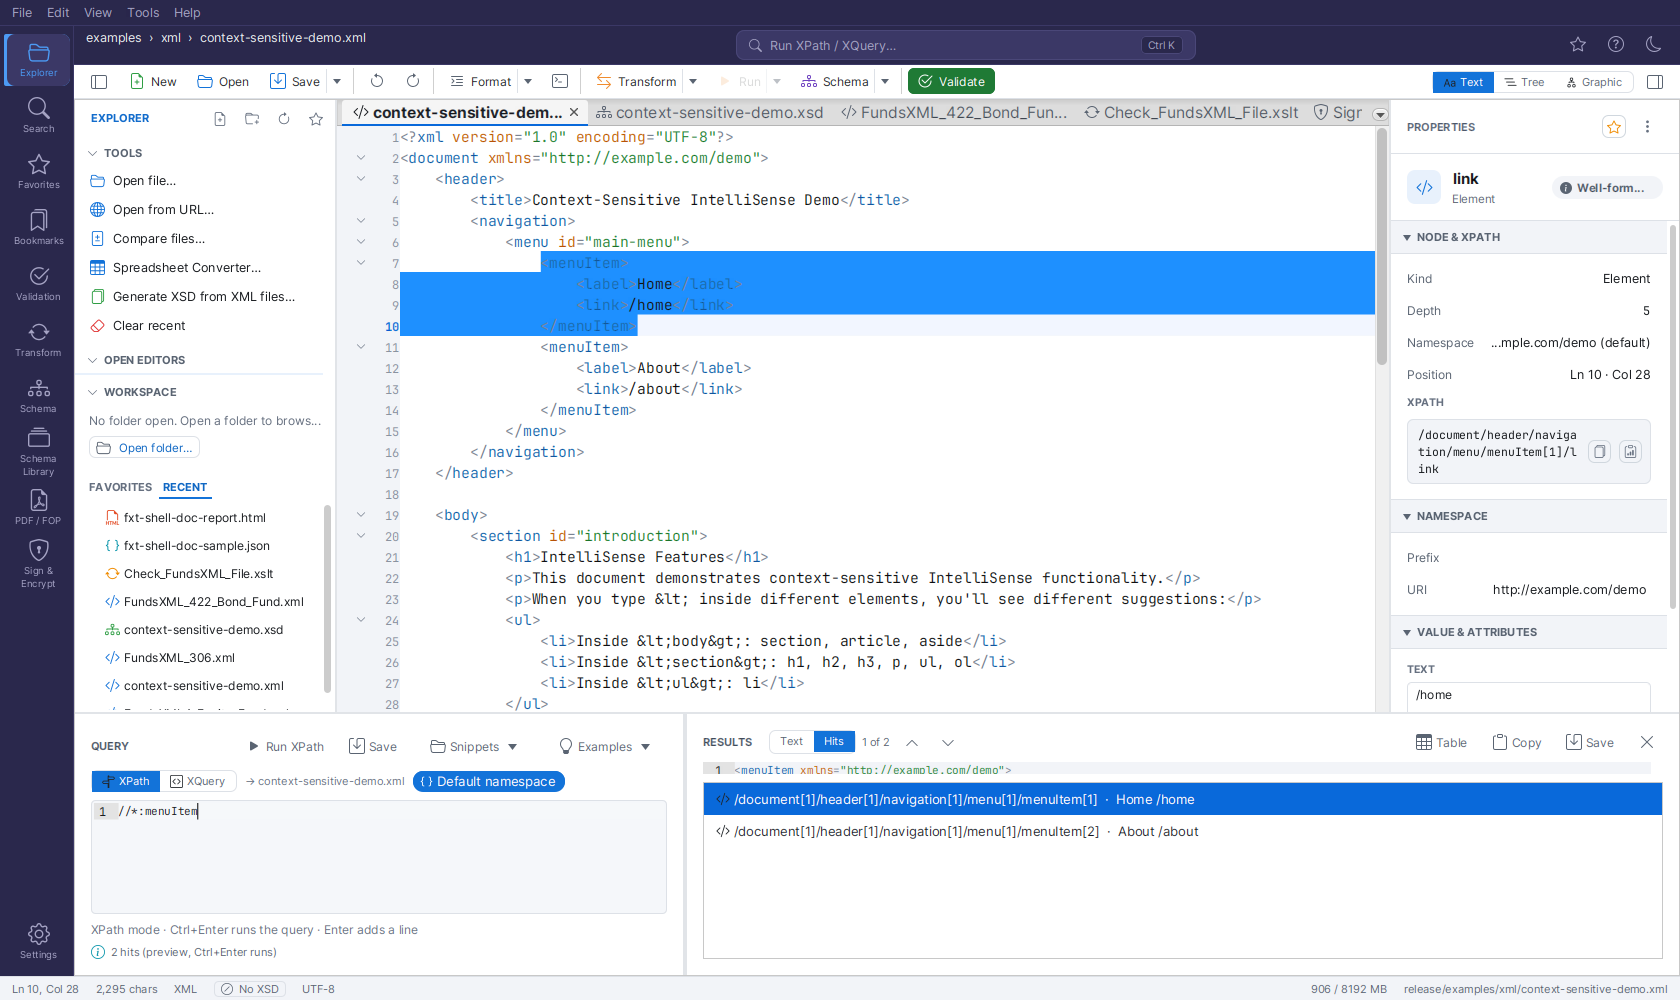 File Edit View Tools Help
examples › xml › context-sensitive-demo.xml
Run XPath / XQuery... Ctrl K
Explorer
Search
Favorites
Bookmarks
Validation
Transform
Schema
Schema Library
PDF / FOP
Sign & Encrypt
Settings
New Open Save Format Transform Run Schema Validate
Text Tree Graphic
EXPLORER
TOOLS
Open file...
Open from URL...
Compare files...
Spreadsheet Converter...
Generate XSD from XML files...
Clear recent
OPEN EDITORS
WORKSPACE
No folder open. Open a folder to brows...
Open folder...
FAVORITES RECENT
fxt-shell-doc-report.html
fxt-shell-doc-sample.json
Check_FundsXML_File.xslt
FundsXML_422_Bond_Fund.xml
context-sensitive-demo.xsd
FundsXML_306.xml
context-sensitive-demo.xml
context-sensitive-dem... context-sensitive-demo.xsd FundsXML_422_Bond_Fun... Check_FundsXML_File.xslt Sign
1 <?xml version="1.0" encoding="UTF-8"?>
2 <document xmlns="http://example.com/demo">
3 <header>
4 <title>Context-Sensitive IntelliSense Demo</title>
5 <navigation>
6 <menu id="main-menu">
7 <menuItem>
8 <label>Home</label>
9 <link>/home</link>
10 </menuItem>
11 <menuItem>
12 <label>About</label>
13 <link>/about</link>
14 </menuItem>
15 </menu>
16 </navigation>
17 </header>
18
19 <body>
20 <section id="introduction">
21 <h1>IntelliSense Features</h1>
22 <p>This document demonstrates context-sensitive IntelliSense functionality.</p>
23 <p>When you type &lt; inside different elements, you'll see different suggestions:</p>
24 <ul>
25 <li>Inside &lt;body&gt;: section, article, aside</li>
26 <li>Inside &lt;section&gt;: h1, h2, h3, p, ul, ol</li>
27 <li>Inside &lt;ul&gt;: li</li>
28 </ul>
PROPERTIES
link
Element
Well-form...
NODE & XPATH
Kind Element
Depth 5
Namespace ...mple.com/demo (default)
Position Ln 10 · Col 28
XPATH
/document/header/naviga
tion/menu/menuItem[1]/l
ink
NAMESPACE
Prefix
URI http://example.com/demo
VALUE & ATTRIBUTES
TEXT
/home
QUERY Run XPath Save Snippets Examples
XPath XQuery → context-sensitive-demo.xml { } Default namespace
1 //*:menuItem
XPath mode · Ctrl+Enter runs the query · Enter adds a line
2 hits (preview, Ctrl+Enter runs)
RESULTS Text Hits 1 of 2 Table Copy Save
1 <menuItem xmlns="http://example.com/demo">
/document[1]/header[1]/navigation[1]/menu[1]/menuItem[1] · Home /home
/document[1]/header[1]/navigation[1]/menu[1]/menuItem[2] · About /about
Ln 10, Col 28 2,295 chars XML No XSD UTF-8 906 / 8192 MB release/examples/xml/context-sensitive-demo.xml